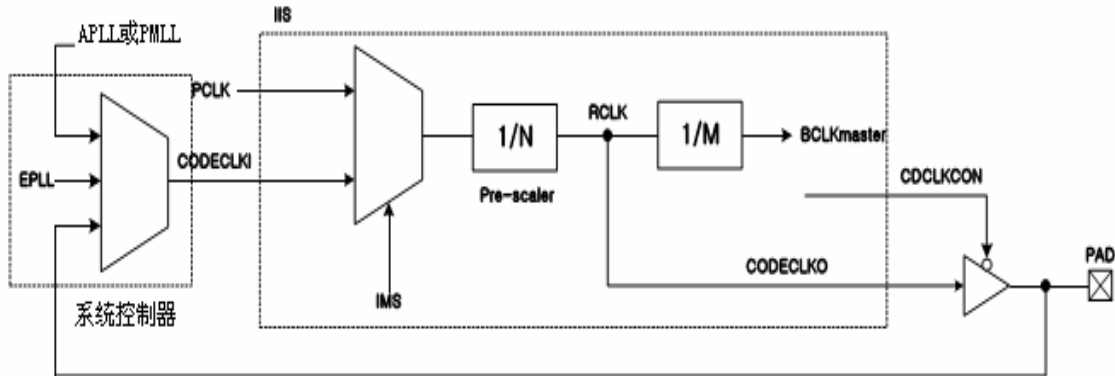 IIS
APLL或PMLL
PCLK
RCLK
1/N
1/M
BCLKmaster
CODECLKI
EPLL
Pre-scaler
CDCLKCON
PAD
CODECLKO
IMS
系统控制器